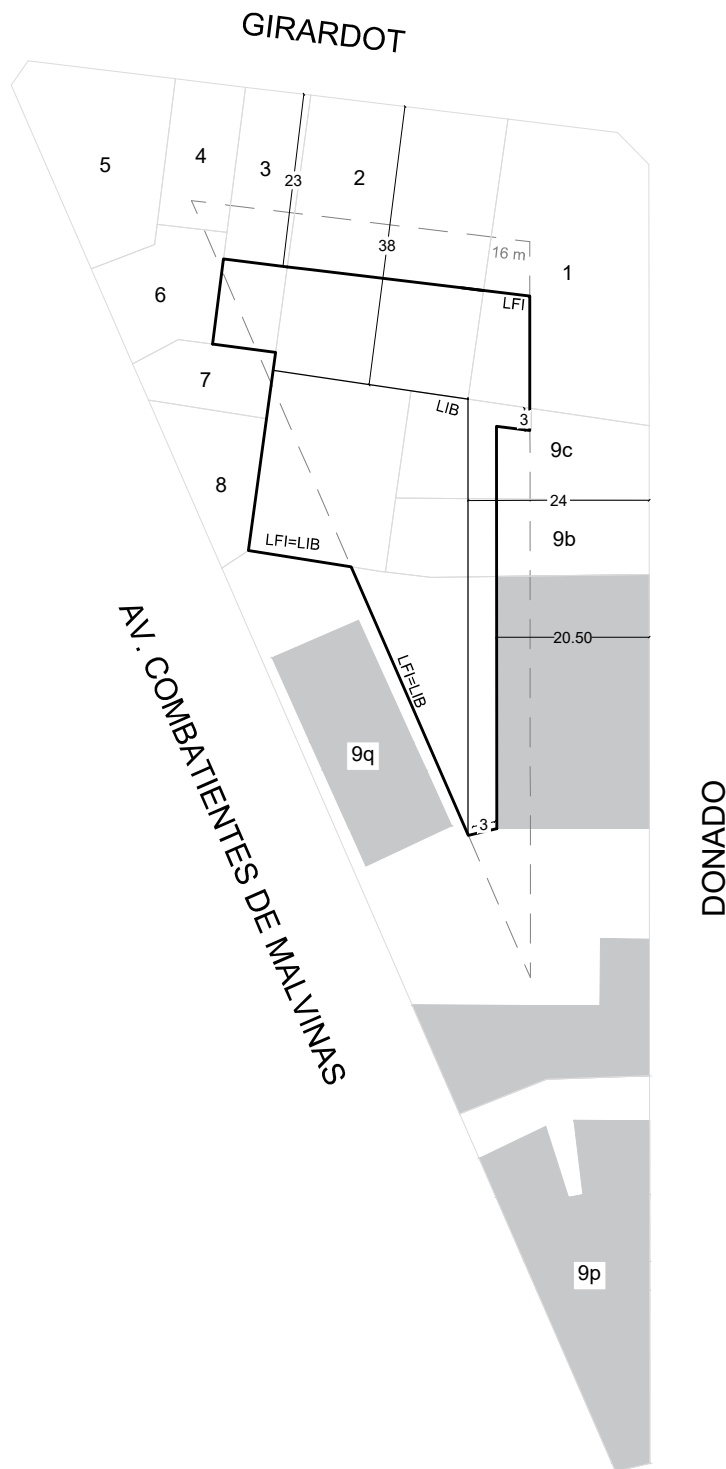 GIRARDOT
5
4
3
23
2
38
16 m
1
6
LFI
7
LIB
3
9c
8
24
LFI=LIB
9b
20.50
LFI=LIB
9q
3
AV. COMBATIENTES DE MALVINAS
DONADO
9p